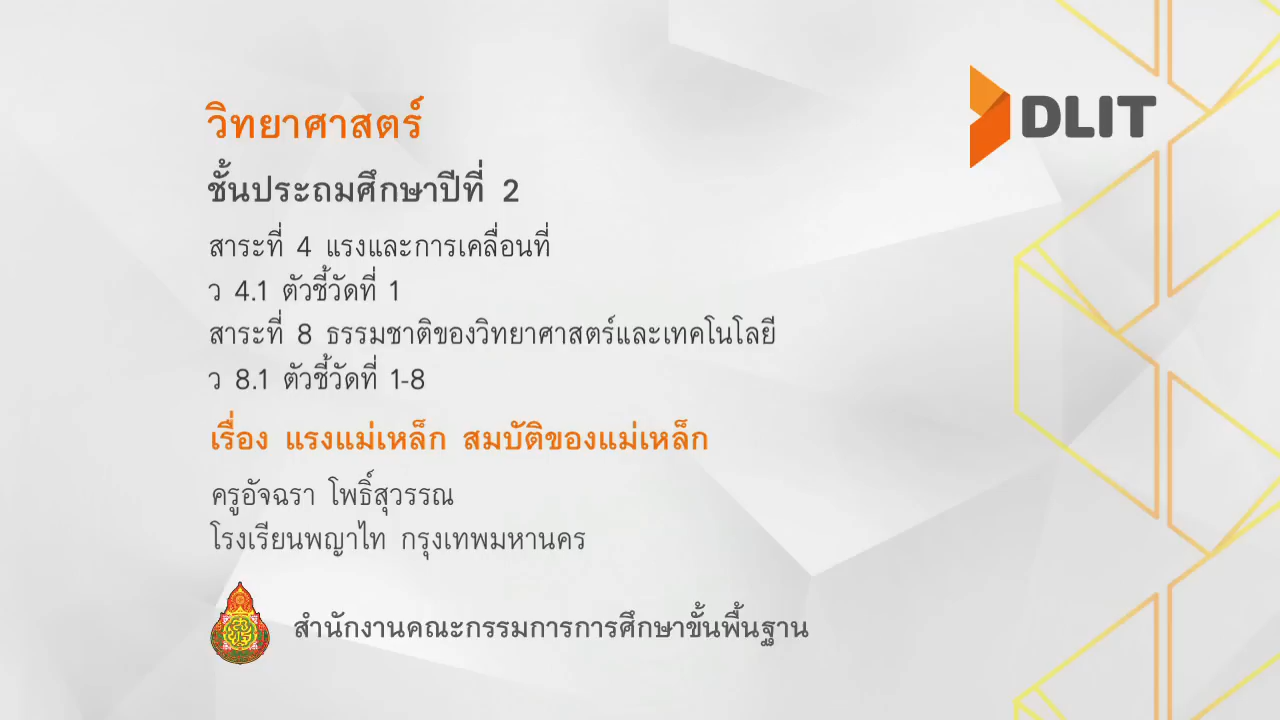 วิทยาศาสตร์
DLIT
ชั้นประถมศึกษาปีที่ 2
สาระที่ 4 แรงและการเคลื่อนที่
ว 4.1 ตัวชี้วัดที่ 1
สาระที่ 8 ธรรมชาติของวิทยาศาสตร์และเทคโนโลยี
ว 8.1 ตัวชี้วัดที่ 1-8
เรื่อง แรงแม่เหล็ก สมบัติของแม่เหล็ก
ครูอัจฉรา โพธิ์สุวรรณ
โรงเรียนพญาไท กรุงเทพมหานคร
สำนักงานคณะกรรมการการศึกษาขั้นพื้นฐาน